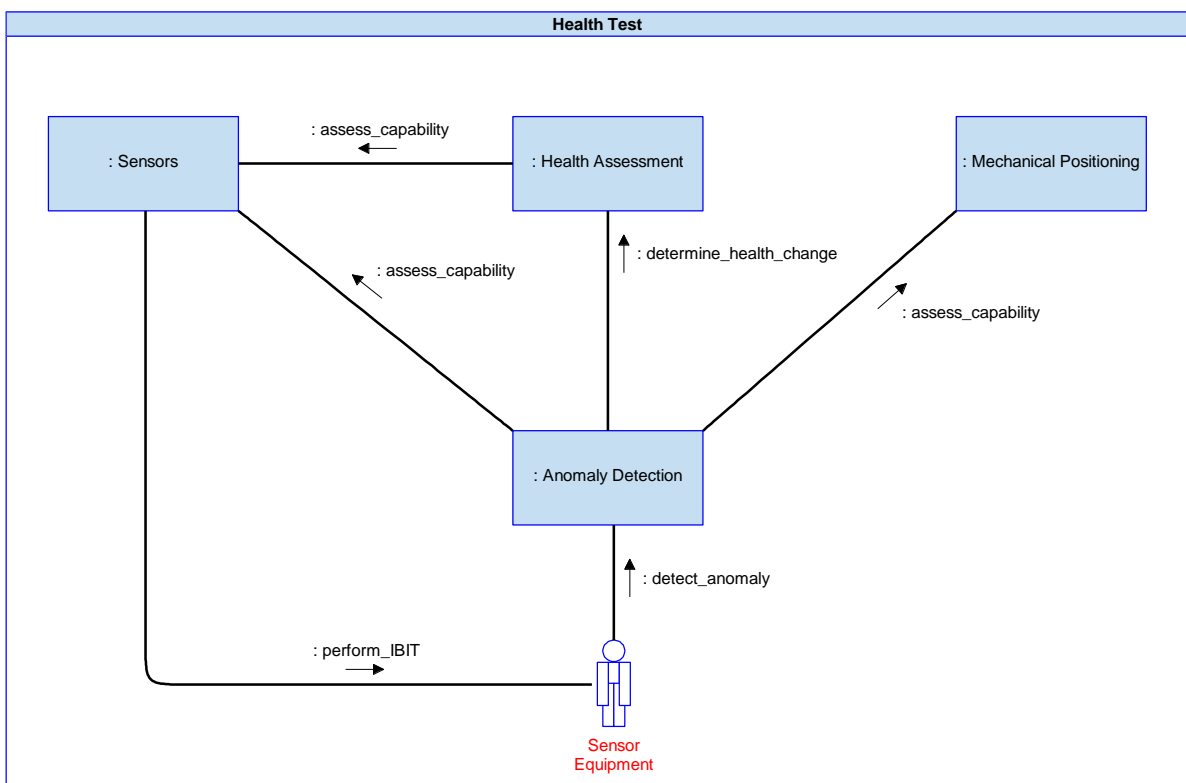 Health Test
: assess_capability
: Sensors
: Health Assessment
: Mechanical Positioning
: determine_health_change
: assess_capability
: assess_capability
: Anomaly Detection
: detect_anomaly
: perform_IBIT
Sensor
Equipment